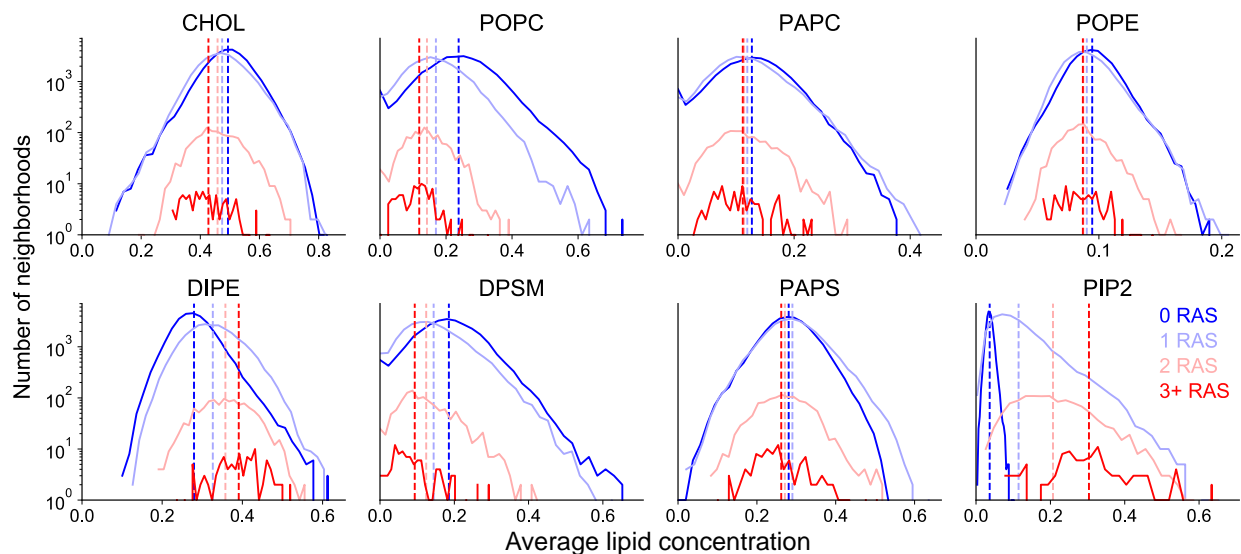 CHOL POPC PAPC POPE
Number of neighborhoods
10^3
10^2
10^1
10^0
0.0 0.2 0.4 0.6 0.8 0.0 0.2 0.4 0.6 0.0 0.2 0.4 0.0 0.1 0.2
DIPE DPSM PAPS PIP2
10^3
10^2
10^1
10^0
0 RAS
1 RAS
2 RAS
3+ RAS
0.0 0.2 0.4 0.6 0.0 0.2 0.4 0.6 0.0 0.2 0.4 0.6 0.0 0.2 0.4 0.6
Average lipid concentration